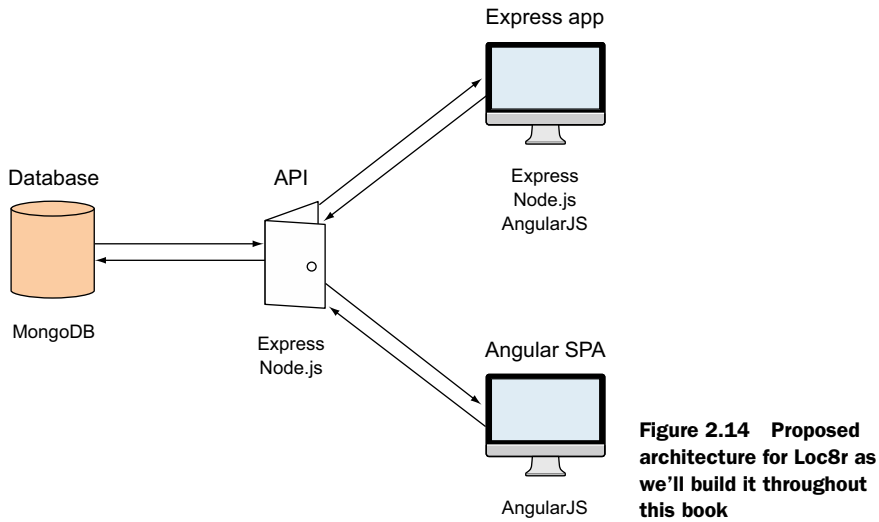 Express app
Express
Node.js
AngularJS
Database
MongoDB
API
Express
Node.js
Angular SPA
AngularJS
Figure 2.14 Proposed
architecture for Loc8r as
we'll build it throughout
this book